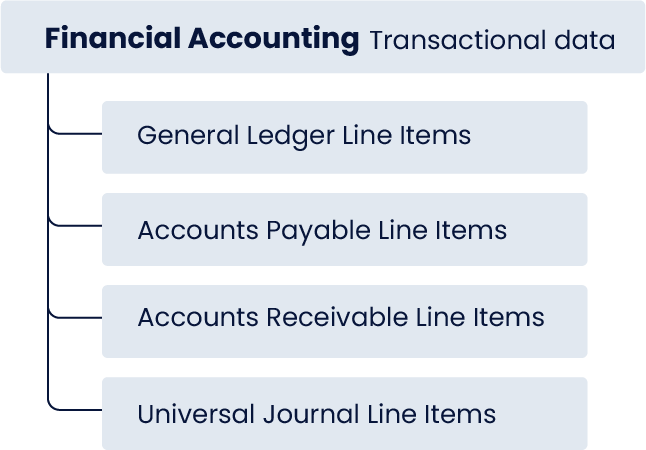 Financial Accounting Transactional data
General Ledger Line Items
Accounts Payable Line Items
Accounts Receivable Line Items
Universal Journal Line Items